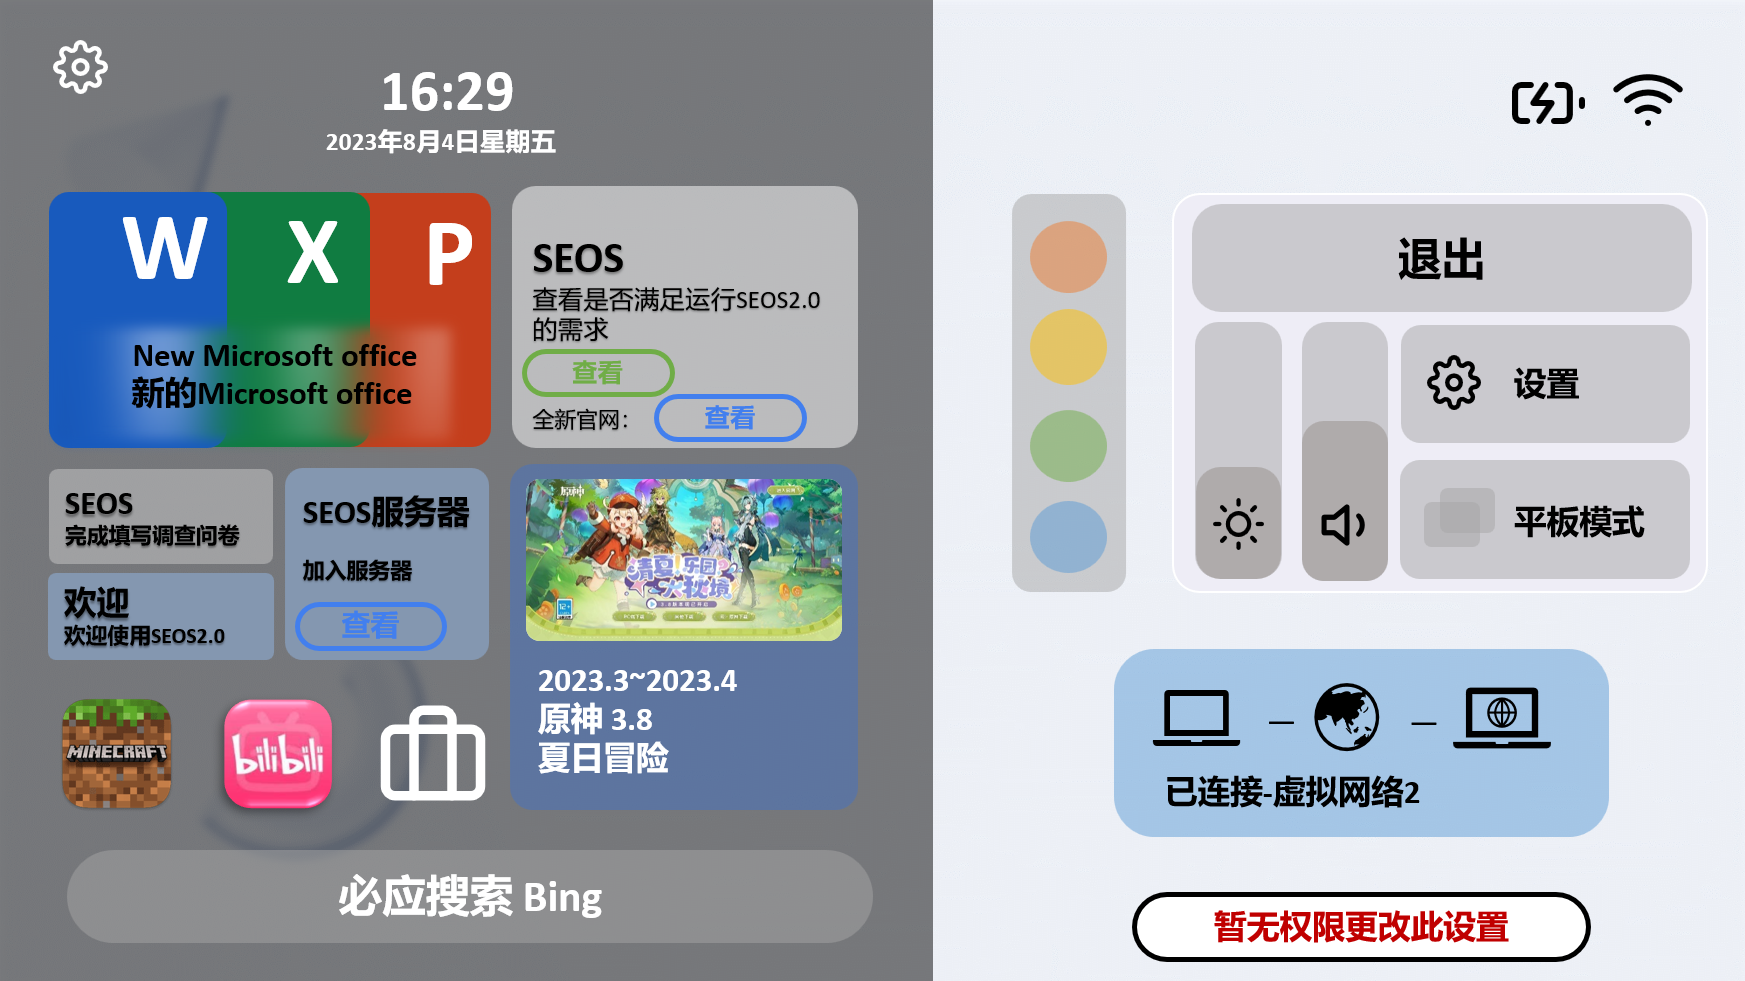 16:29
2023年8月4日星期五
W X P
New Microsoft office
新的Microsoft office
SEOS
查看是否满足运行SEOS2.0
的需求
查看
全新官网：
查看
SEOS
完成填写调查问卷
欢迎
欢迎使用SEOS2.0
SEOS服务器
加入服务器
查看
原神
清夏！乐园？
大秘境
12+
2023.3~2023.4
原神 3.8
夏日冒险
MINECRAFT
bilibili
必应搜索 Bing
退出
设置
平板模式
已连接-虚拟网络2
暂无权限更改此设置